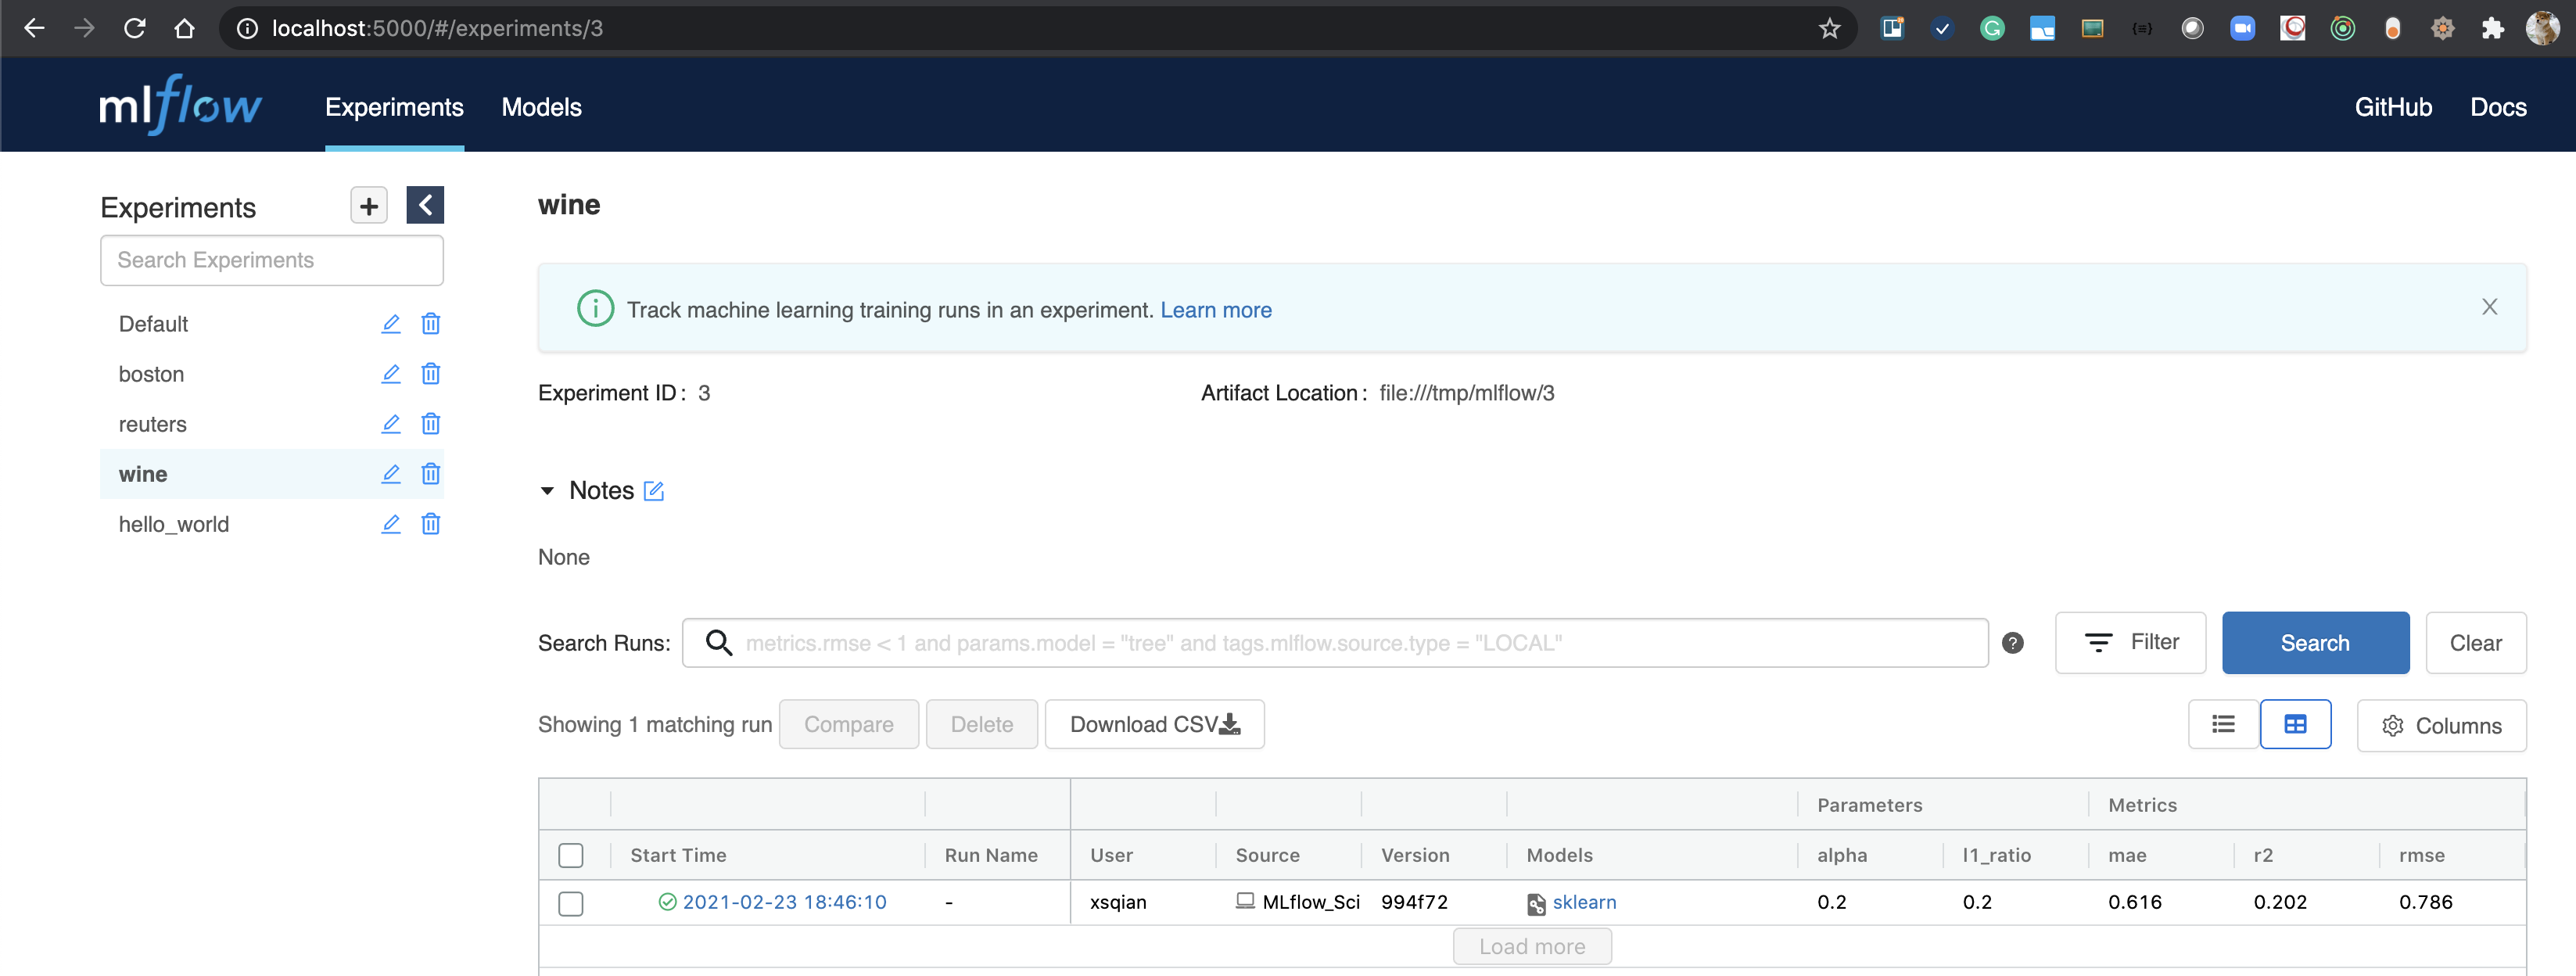 localhost:5000/#/experiments/3
mlflow Experiments Models GitHub Docs
Experiments
Search Experiments
Default
boston
reuters
wine
hello_world
wine
Track machine learning training runs in an experiment. Learn more
Experiment ID: 3 Artifact Location: file:///tmp/mlflow/3
Notes
None
Search Runs: metrics.rmse < 1 and params.model = "tree" and tags.mlflow.source.type = "LOCAL" ? Filter Search Clear
Showing 1 matching run Compare Delete Download CSV Columns
Parameters Metrics
Start Time Run Name User Source Version Models alpha l1_ratio mae r2 rmse
2021-02-23 18:46:10 - xsqian MLflow_Sci 994f72 sklearn 0.2 0.2 0.616 0.202 0.786
Load more